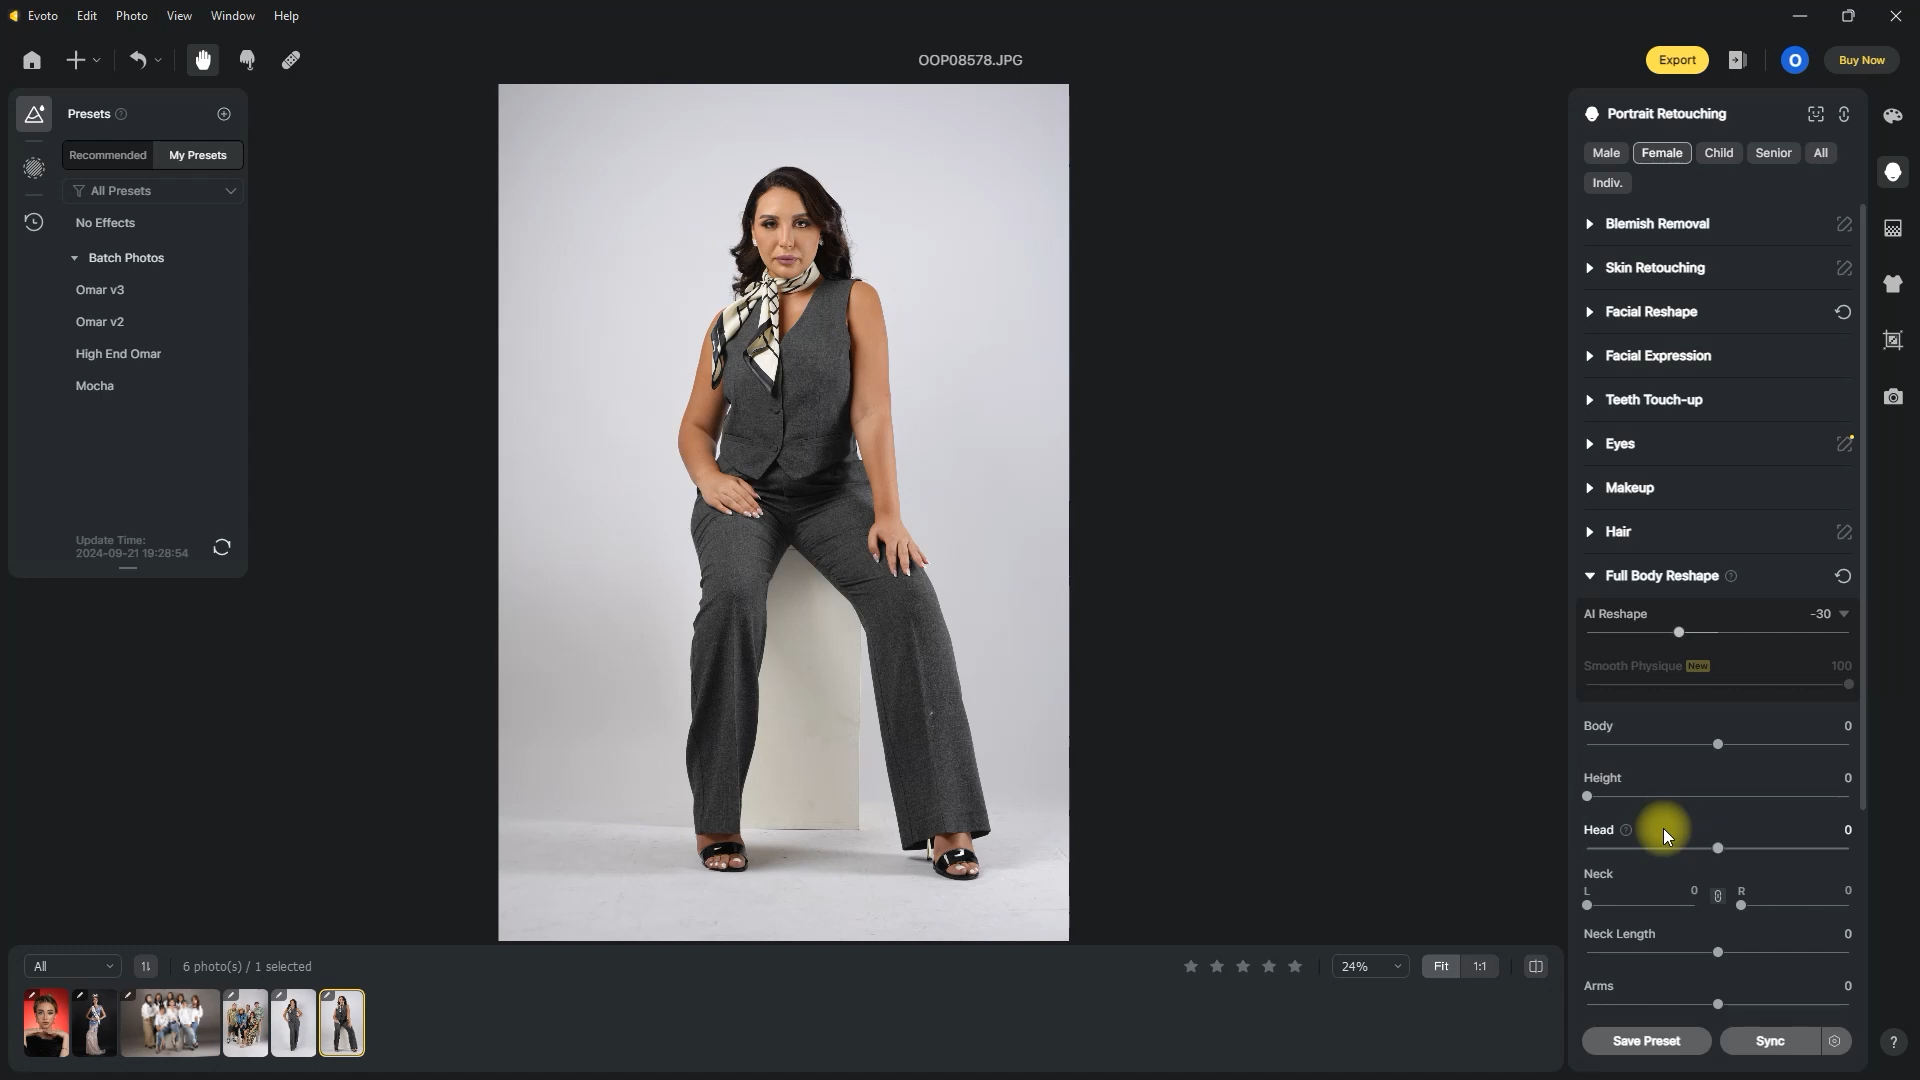 Evoto
Edit
Photo
View
Window
Help
OOP08578.JPG
Export
O
Buy Now
Presets
Recommended
My Presets
All Presets
No Effects
Batch Photos
Omar v3
Omar v2
High End Omar
Mocha
Update Time:
2024-09-21 19:28:54
Portrait Retouching
Male
Female
Child
Senior
All
Indiv.
Blemish Removal
Skin Retouching
Facial Reshape
Facial Expression
Teeth Touch-up
Eyes
Makeup
Hair
Full Body Reshape ?
AI Reshape -30
Smooth Physique New 100
Body 0
Height 0
Head ? 0
Neck
L 0 R 0
Neck Length 0
Arms 0
Save Preset
Sync
?
All
6 photo(s) / 1 selected
24%
Fit
1:1